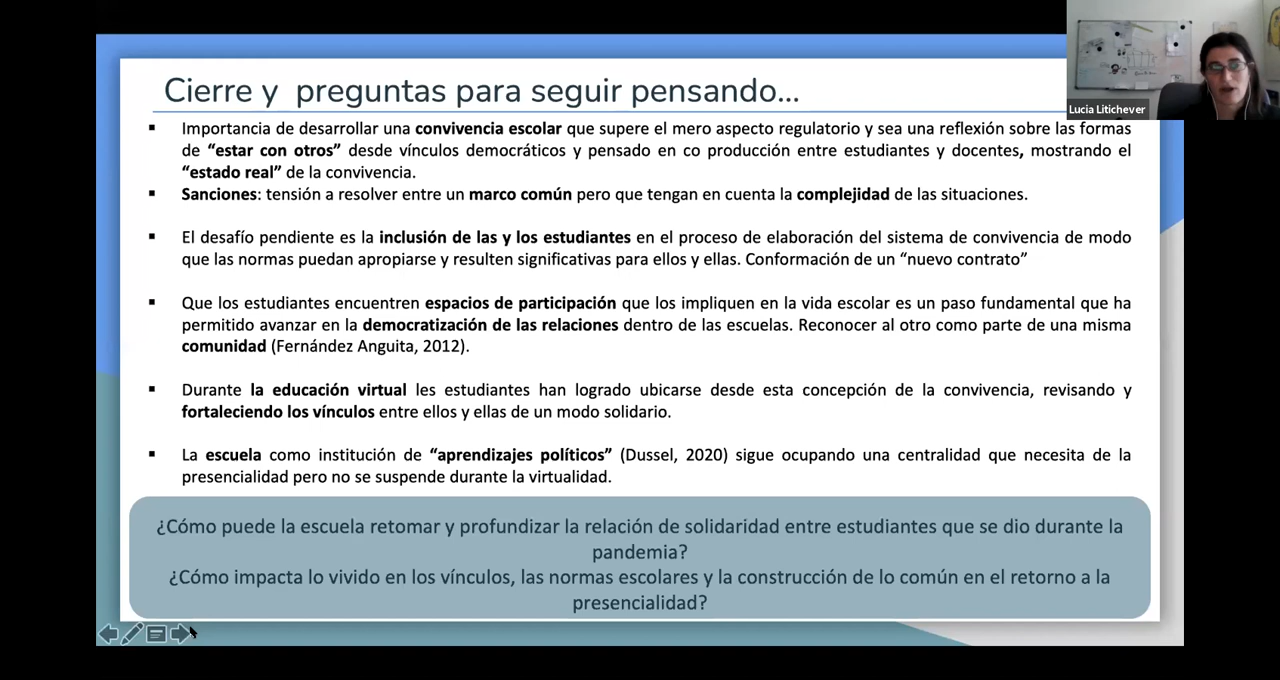 Cierre y  preguntas para seguir pensando...
Lucia Litichever
▪ Importancia de desarrollar una convivencia escolar que supere el mero aspecto regulatorio y sea una reflexión sobre las formas
de “estar con otros” desde vínculos democráticos y pensado en co producción entre estudiantes y docentes, mostrando el
“estado real” de la convivencia.
▪ Sanciones: tensión a resolver entre un marco común pero que tengan en cuenta la complejidad de las situaciones.
▪ El desafío pendiente es la inclusión de las y los estudiantes en el proceso de elaboración del sistema de convivencia de modo
que las normas puedan apropiarse y resulten significativas para ellos y ellas. Conformación de un “nuevo contrato”
▪ Que los estudiantes encuentren espacios de participación que los impliquen en la vida escolar es un paso fundamental que ha
permitido avanzar en la democratización de las relaciones dentro de las escuelas. Reconocer al otro como parte de una misma
comunidad (Fernández Anguita, 2012).
▪ Durante la educación virtual les estudiantes han logrado ubicarse desde esta concepción de la convivencia, revisando y
fortaleciendo los vínculos entre ellos y ellas de un modo solidario.
▪ La escuela como institución de “aprendizajes políticos” (Dussel, 2020) sigue ocupando una centralidad que necesita de la
presencialidad pero no se suspende durante la virtualidad.
¿Cómo puede la escuela retomar y profundizar la relación de solidaridad entre estudiantes que se dio durante la
pandemia?
¿Cómo impacta lo vivido en los vínculos, las normas escolares y la construcción de lo común en el retorno a la
presencialidad?